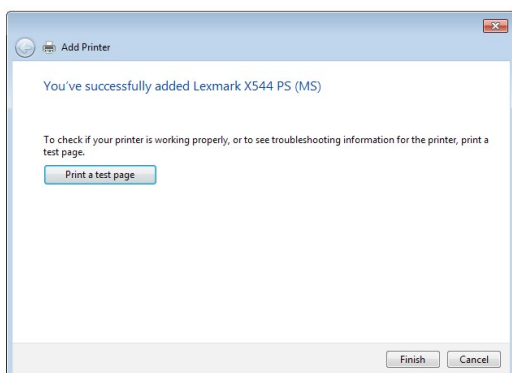 Add Printer
You've successfully added Lexmark X544 PS (MS)
To check if your printer is working properly, or to see troubleshooting information for the printer, print a
test page.
Print a test page
Finish Cancel